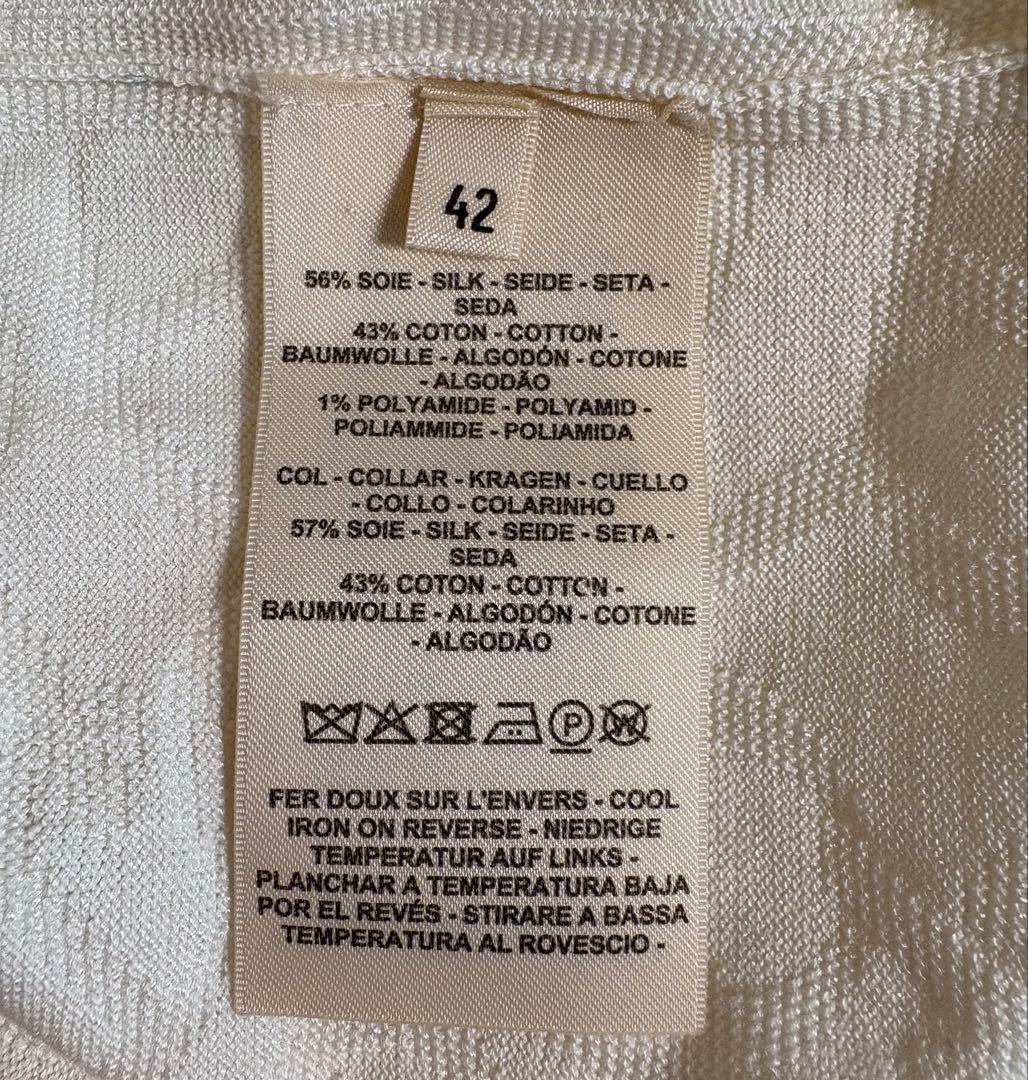 42
56% SOIE - SILK - SEIDE - SETA -
SEDA
43% COTON - COTTON -
BAUMWOLLE - ALGODÓN - COTONE
- ALGODÃO
1% POLYAMIDE - POLYAMID -
POLIAMMIDE - POLIAMIDA
COL - COLLAR - KRAGEN - CUELLO
- COLLO - COLARINHO
57% SOIE - SILK - SEIDE - SETA -
SEDA
43% COTON - COTTON -
BAUMWOLLE - ALGODÓN - COTONE
- ALGODÃO
P W
FER DOUX SUR L'ENVERS - COOL
IRON ON REVERSE - NIEDRIGE
TEMPERATUR AUF LINKS -
PLANCHAR A TEMPERATURA BAJA
POR EL REVÉS - STIRARE A BASSA
TEMPERATURA AL ROVESCIO -